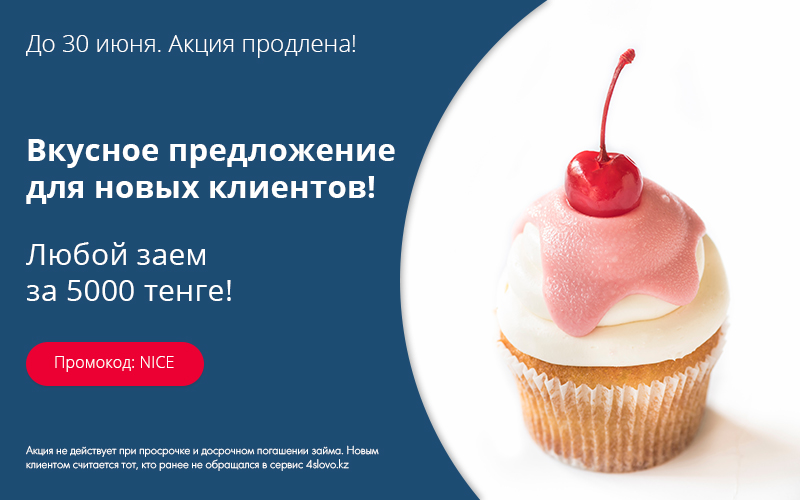 До 30 июня. Акция продлена!
Вкусное предложение
для новых клиентов!
Любой заем
за 5000 тенге!
Промокод: NICE
Акция не действует при просрочке и досрочном погашении займа. Новым
клиентом считается тот, кто ранее не обращался в сервис 4slovo.kz